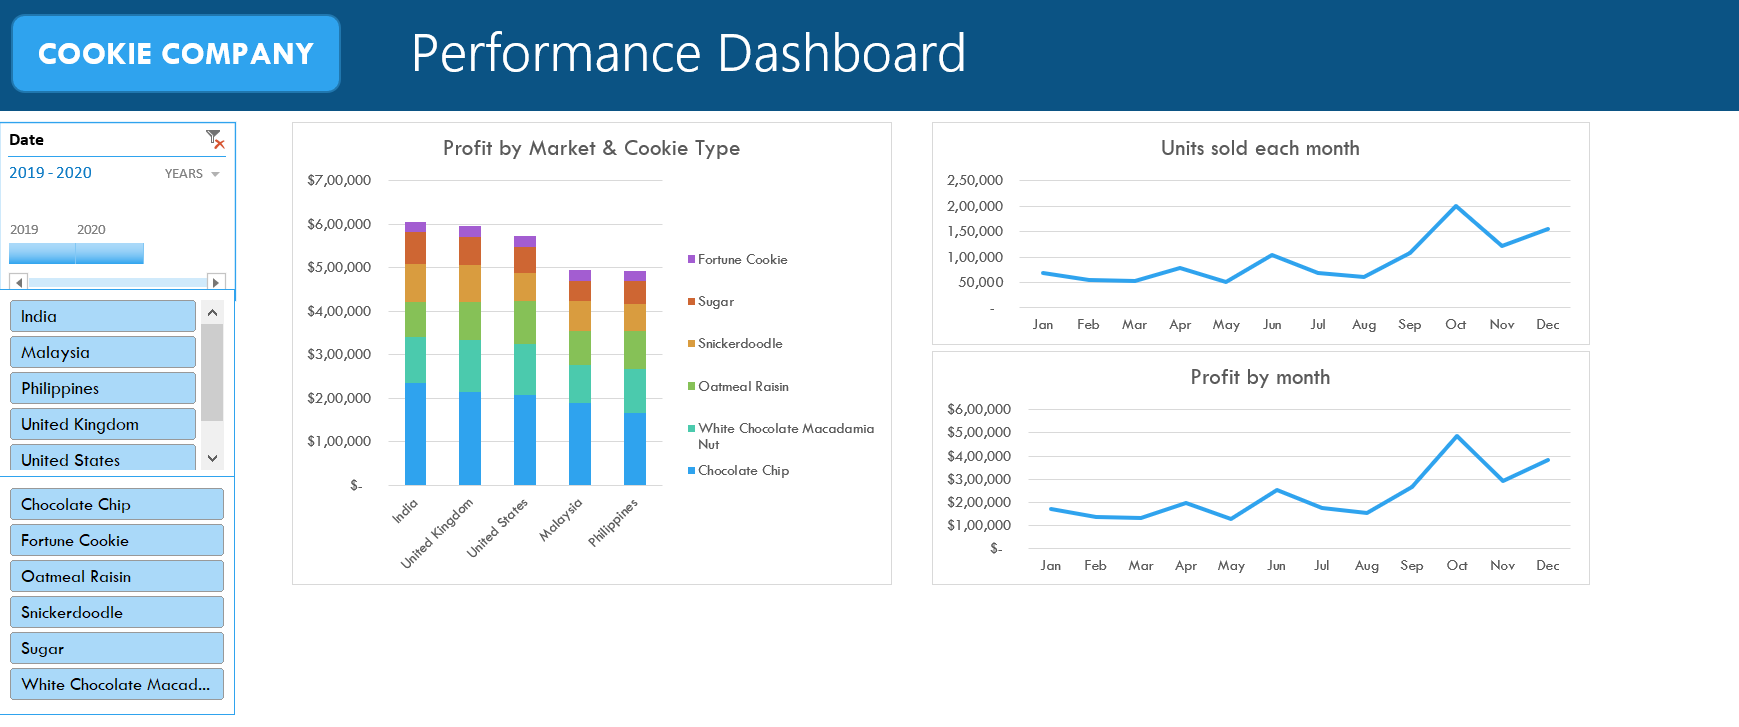 COOKIE COMPANY
Performance Dashboard
Date
2019 - 2020
YEARS
2019
2020
India
Malaysia
Philippines
United Kingdom
United States
Chocolate Chip
Fortune Cookie
Oatmeal Raisin
Snickerdoodle
Sugar
White Chocolate Macad...
Profit by Market & Cookie Type
$7,00,000
$6,00,000
$5,00,000
$4,00,000
$3,00,000
$2,00,000
$1,00,000
$-
India
United Kingdom
United States
Malaysia
Philippines
Fortune Cookie
Sugar
Snickerdoodle
Oatmeal Raisin
White Chocolate Macadamia
Nut
Chocolate Chip
Units sold each month
2,50,000
2,00,000
1,50,000
1,00,000
50,000
-
Jan Feb Mar Apr May Jun Jul Aug Sep Oct Nov Dec
Profit by month
$6,00,000
$5,00,000
$4,00,000
$3,00,000
$2,00,000
$1,00,000
$-
Jan Feb Mar Apr May Jun Jul Aug Sep Oct Nov Dec